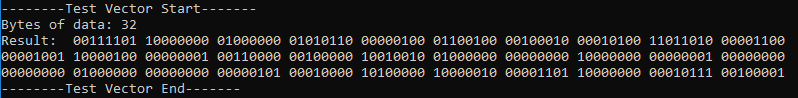 --------Test Vector Start-------
Bytes of data: 32
Result:  00111101 10000000 01000000 01010110 00000100 01100100 00100010 00010100 11011010 00001100
00001001 10000100 00000001 00110000 00100000 10010010 01000000 00000000 10000000 00000001 00000000
00000000 01000000 00000000 00000101 00010000 10100000 10000010 00001101 10000000 00010111 00100001
--------Test Vector End-------